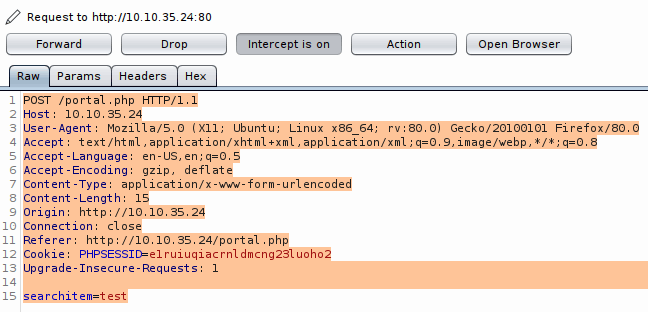 Request to http://10.10.35.24:80
Forward Drop Intercept is on Action Open Browser
Raw Params Headers Hex
1 POST /portal.php HTTP/1.1
2 Host: 10.10.35.24
3 User-Agent: Mozilla/5.0 (X11; Ubuntu; Linux x86_64; rv:80.0) Gecko/20100101 Firefox/80.0
4 Accept: text/html,application/xhtml+xml,application/xml;q=0.9,image/webp,*/*;q=0.8
5 Accept-Language: en-US,en;q=0.5
6 Accept-Encoding: gzip, deflate
7 Content-Type: application/x-www-form-urlencoded
8 Content-Length: 15
9 Origin: http://10.10.35.24
10 Connection: close
11 Referer: http://10.10.35.24/portal.php
12 Cookie: PHPSESSID=e1ruiuqiacrnldmcng23luoho2
13 Upgrade-Insecure-Requests: 1
14
15 searchitem=test